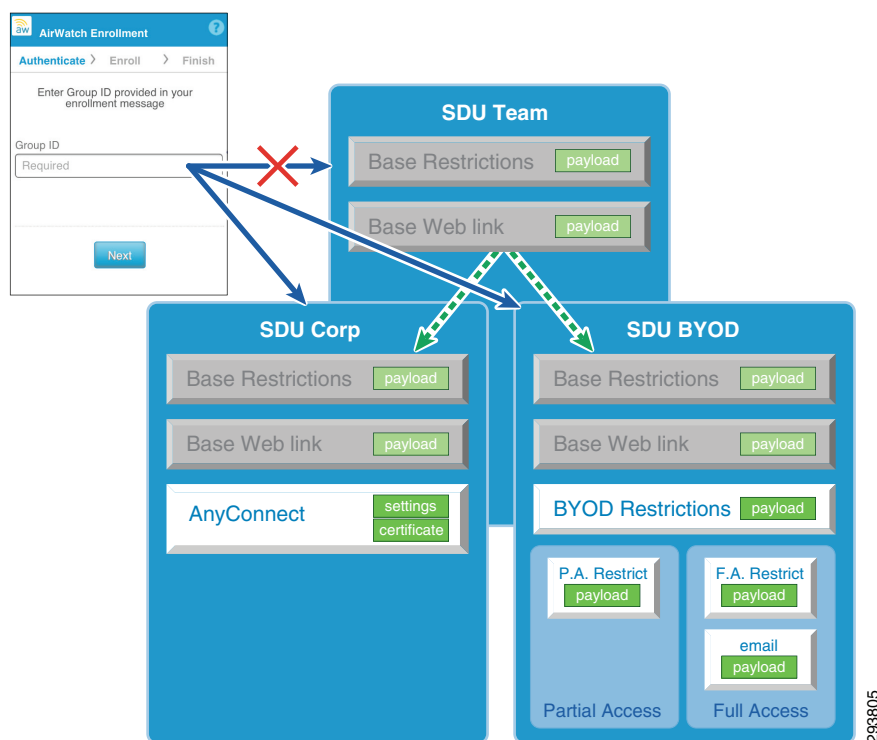 aw
AirWatch Enrollment
?
Authenticate > Enroll > Finish
Enter Group ID provided in your
enrollment message
Group ID
Required
Next
SDU Team
Base Restrictions payload
Base Web link payload
SDU Corp
Base Restrictions payload
Base Web link payload
AnyConnect settings
certificate
SDU BYOD
Base Restrictions payload
Base Web link payload
BYOD Restrictions payload
P.A. Restrict
payload
Partial Access
F.A. Restrict
payload
email
payload
Full Access
293805